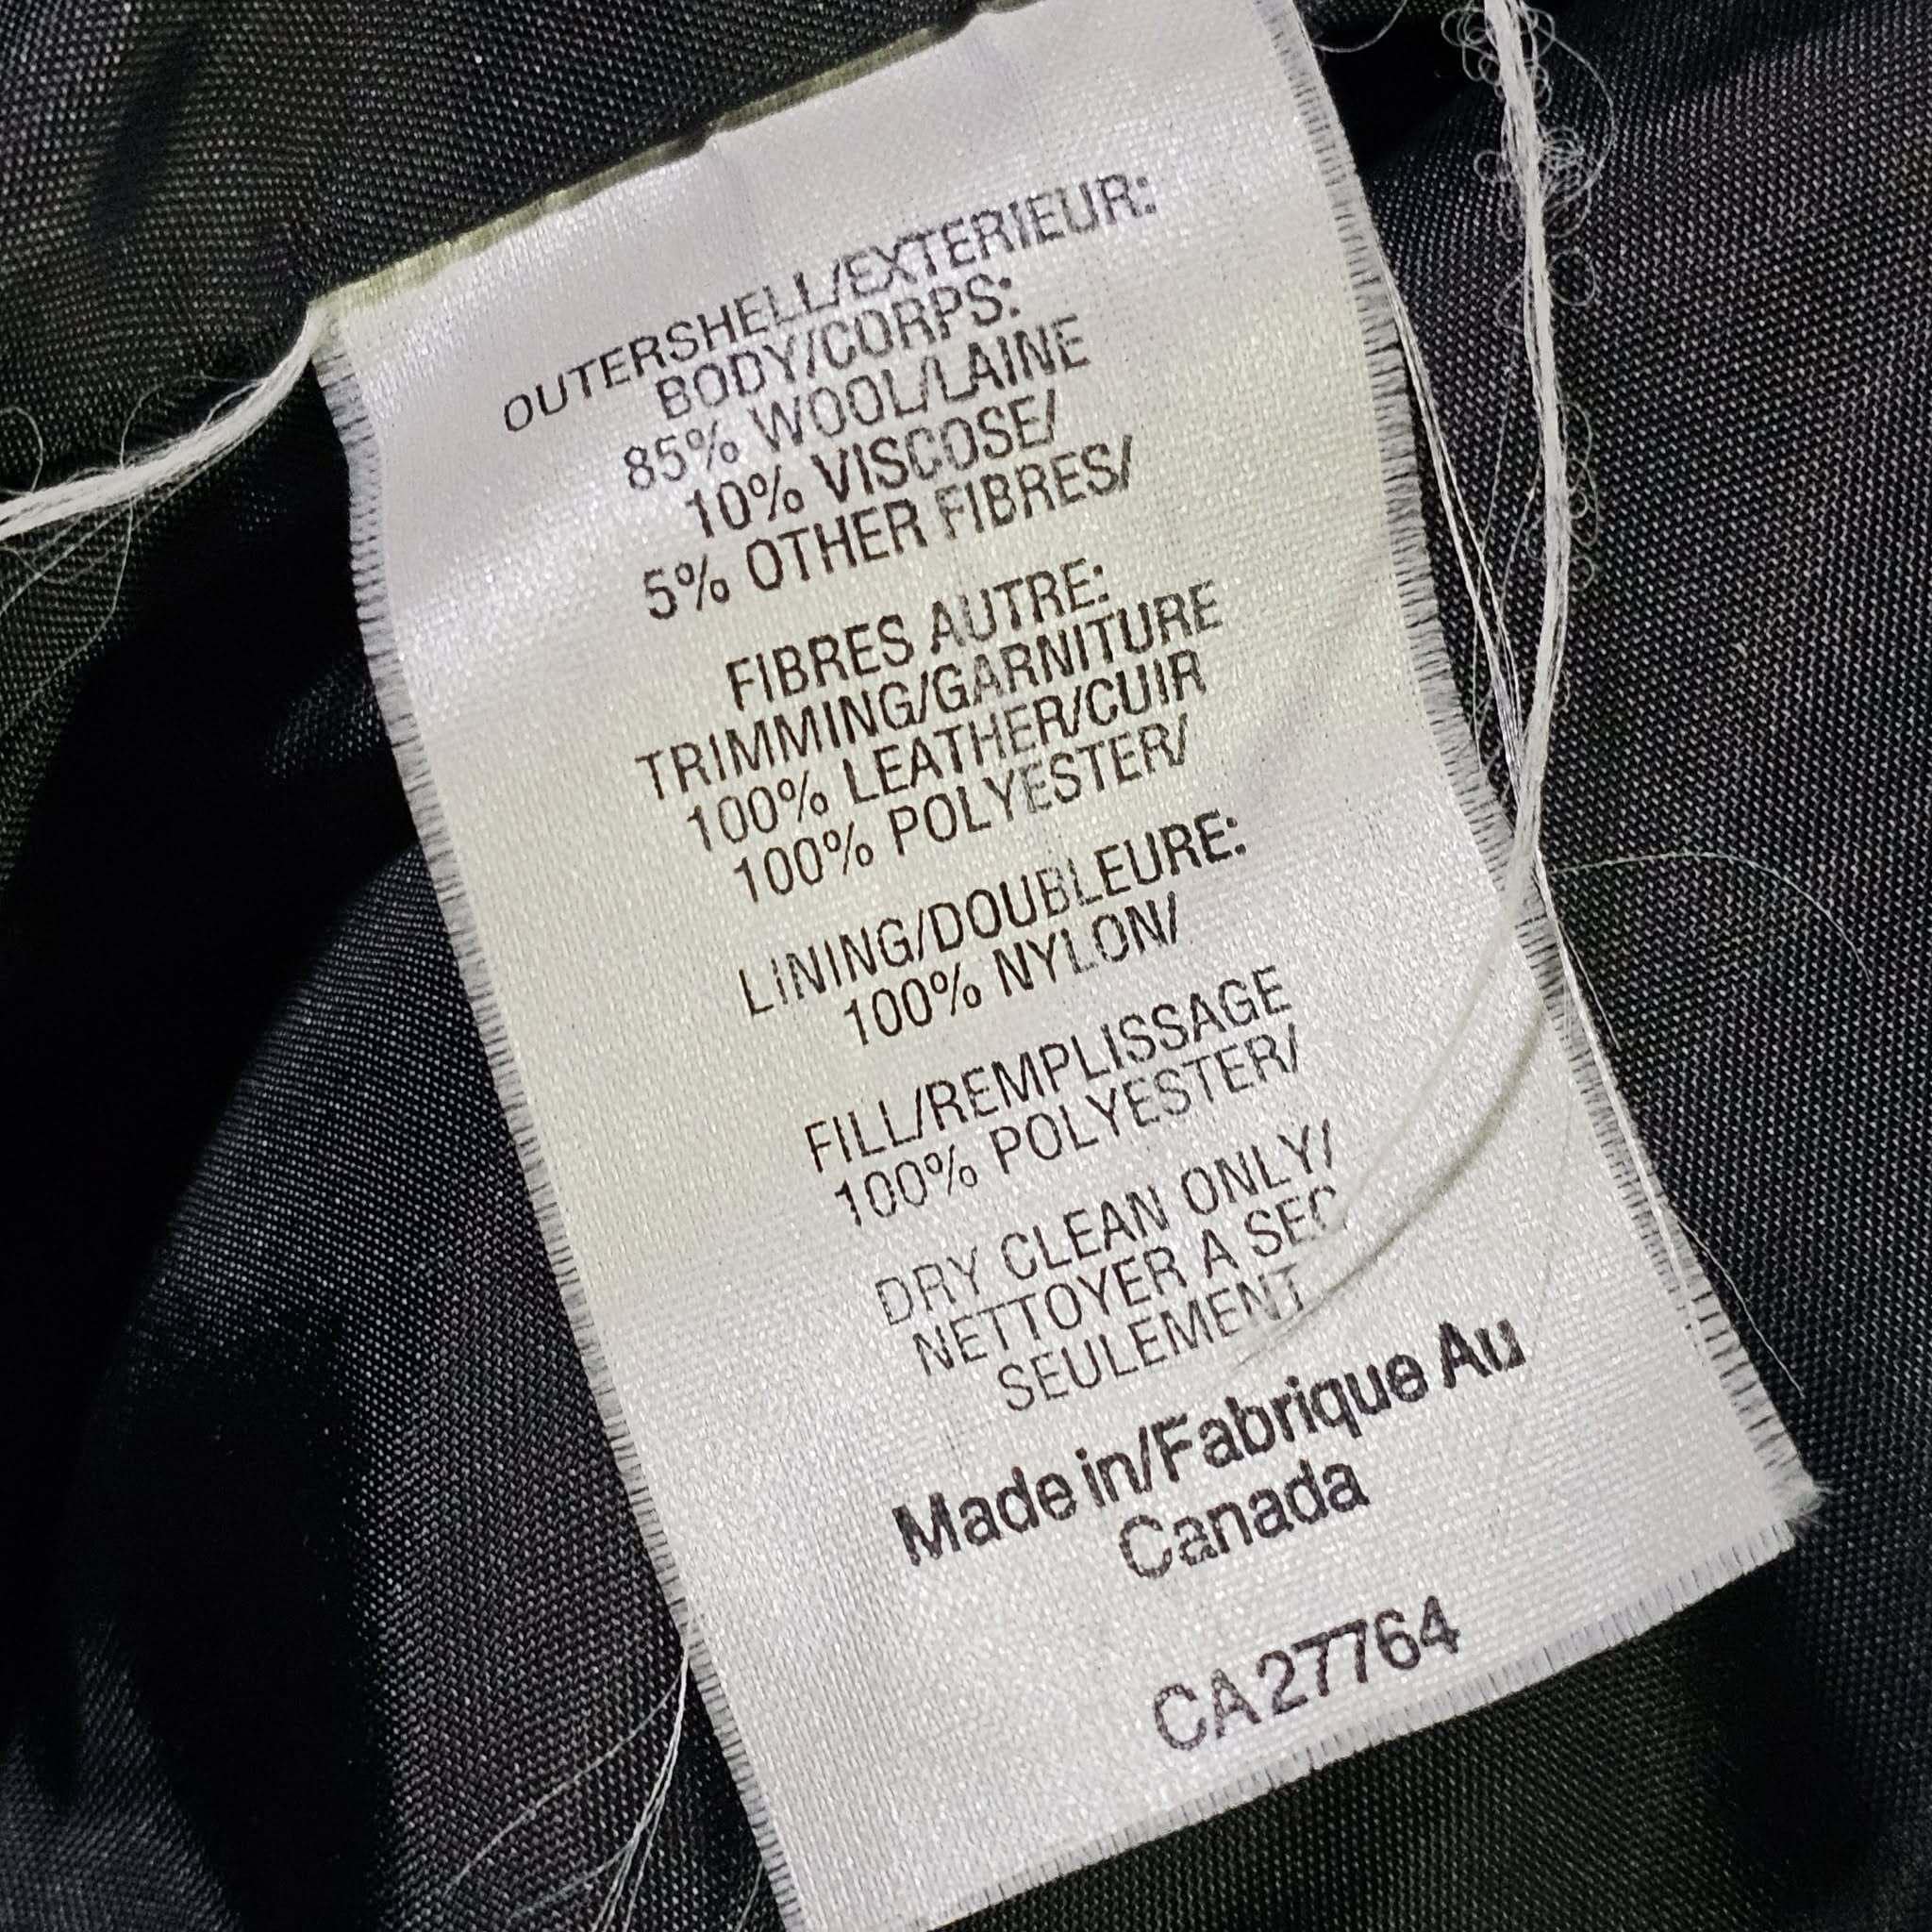 OUTERSHELL/EXTERIEUR:
BODY/CORPS:
85% WOOL/LAINE
10% VISCOSE/
5% OTHER FIBRES/
FIBRES AUTRE:
TRIMMING/GARNITURE
100% LEATHER/CUIR
100% POLYESTER/
LINING/DOUBLEURE:
100% NYLON/
FILL/REMPLISSAGE
100% POLYESTER/
DRY CLEAN ONLY/
NETTOYER A SEC
SEULEMENT
Made in/Fabrique Au
Canada
CA 27764